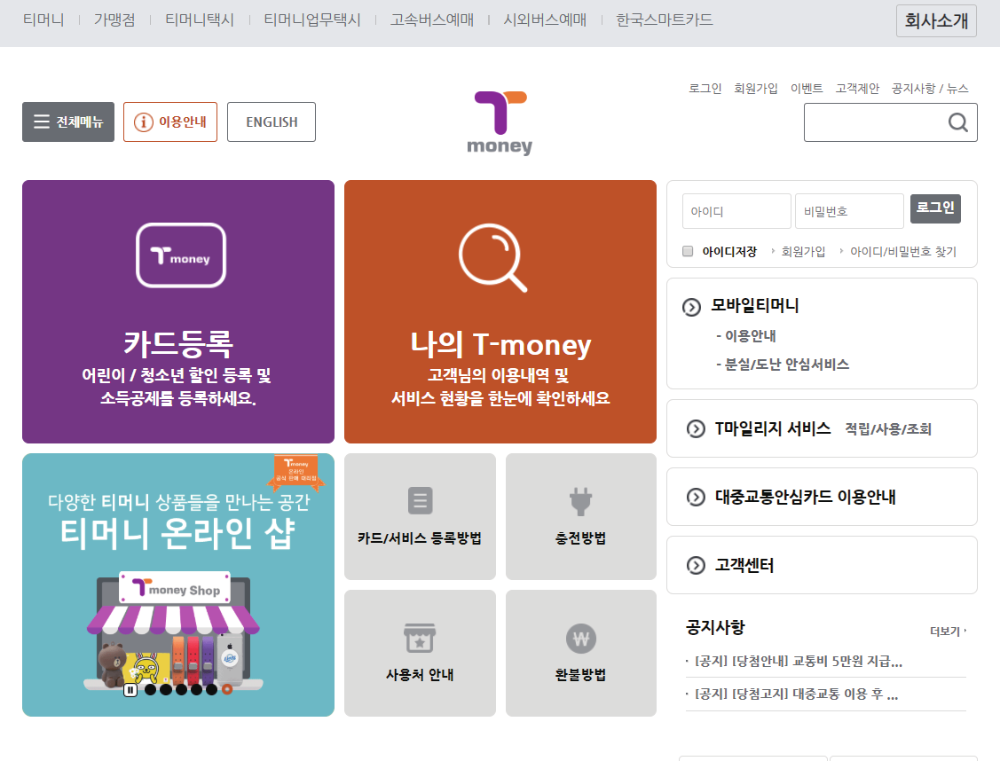 티머니
가맹점
티머니택시
티머니업무택시
고속버스예매
시외버스예매
한국스마트카드
회사소개
로그인
회원가입
이벤트
고객제안
공지사항 / 뉴스
전체메뉴
이용안내
ENGLISH
T money
T money
카드등록
어린이 / 청소년 할인 등록 및
소득공제를 등록하세요.
나의 T-money
고객님의 이용내역 및
서비스 현황을 한눈에 확인하세요
아이디
비밀번호
로그인
아이디저장
회원가입
아이디/비밀번호 찾기
모바일티머니
- 이용안내
- 분실/도난 안심서비스
T마일리지 서비스 적립/사용/조회
대중교통안심카드 이용안내
고객센터
공지사항
더보기
· [공지] [당첨안내] 교통비 5만원 지급...
· [공지] [당첨고지] 대중교통 이용 후 ...
T money
온라인
공식 판매 대리점
다양한 티머니 상품들을 만나는 공간
티머니 온라인 샵
T money Shop
카드/서비스 등록방법
충전방법
사용처 안내
환불방법